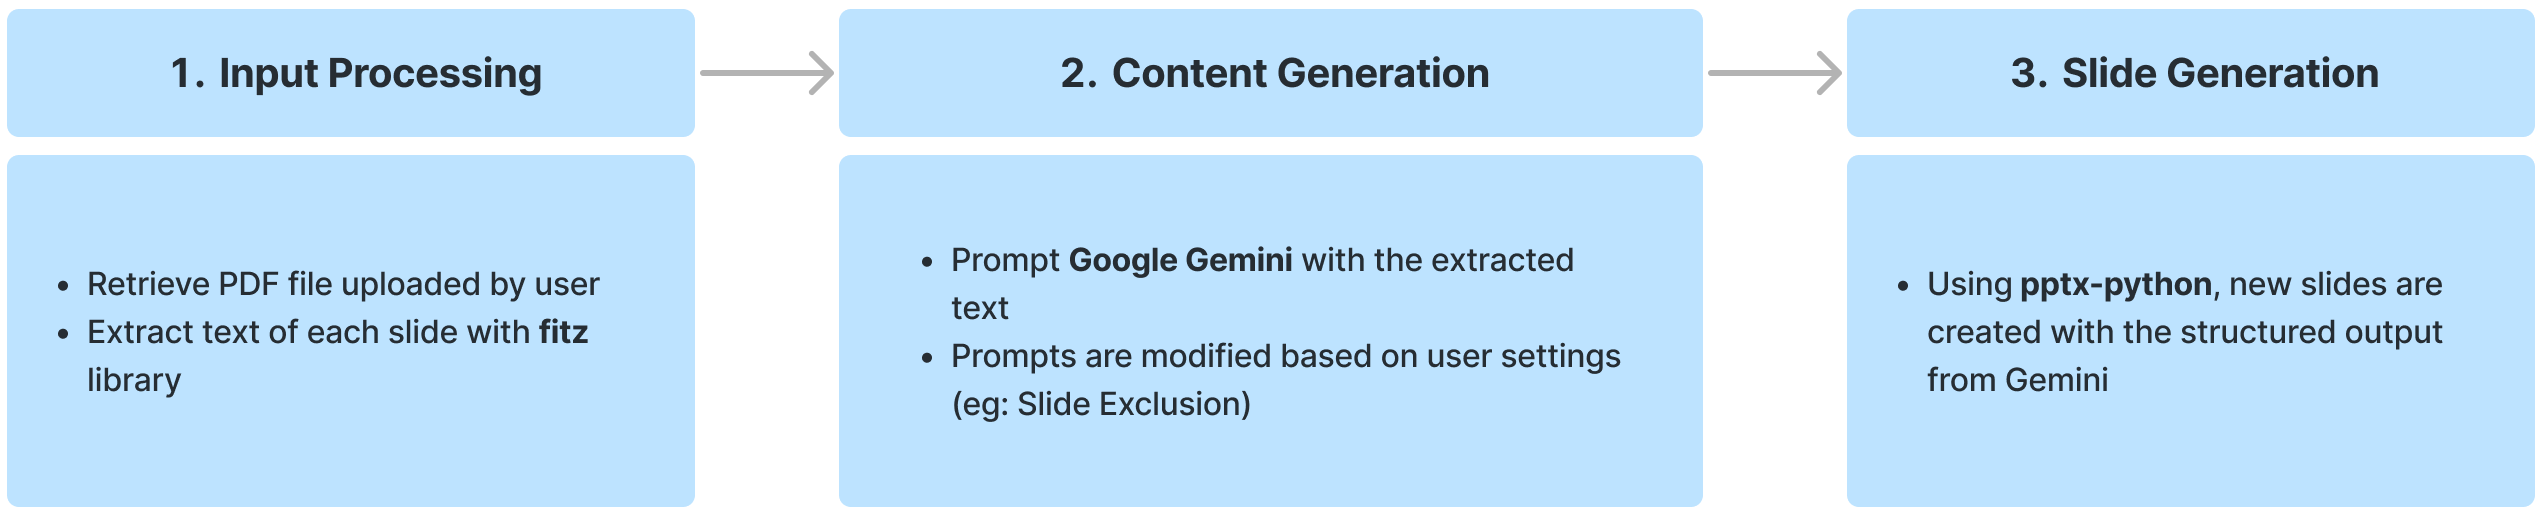 1. Input Processing
2. Content Generation
3. Slide Generation
• Retrieve PDF file uploaded by user
• Extract text of each slide with fitz
library
• Prompt Google Gemini with the extracted
text
• Prompts are modified based on user settings
(eg: Slide Exclusion)
• Using pptx-python, new slides are
created with the structured output
from Gemini